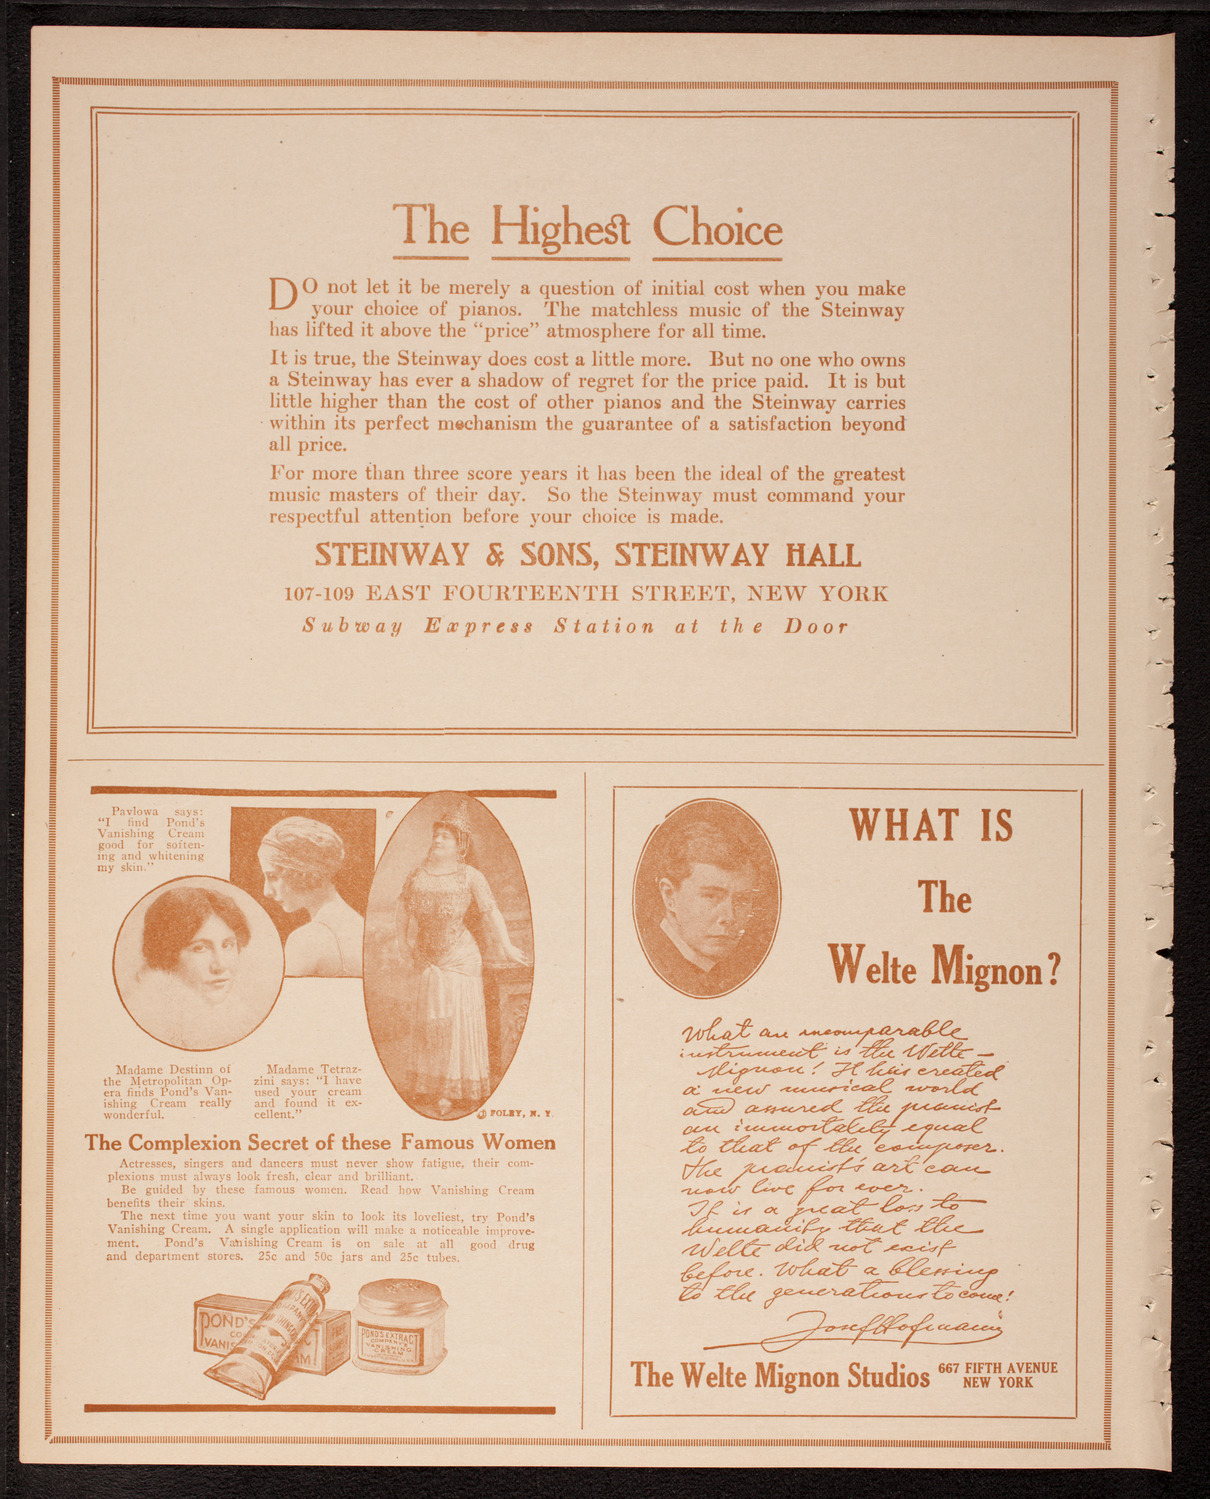 The Highest Choice
DO not let it be merely a question of initial cost when you make
your choice of pianos. The matchless music of the Steinway
has lifted it above the "price" atmosphere for all time.
It is true, the Steinway does cost a little more. But no one who owns
a Steinway has ever a shadow of regret for the price paid. It is but
little higher than the cost of other pianos and the Steinway carries
within its perfect mechanism the guarantee of a satisfaction beyond
all price.
For more than three score years it has been the ideal of the greatest
music masters of their day. So the Steinway must command your
respectful attention before your choice is made.
STEINWAY & SONS, STEINWAY HALL
107-109 EAST FOURTEENTH STREET, NEW YORK
Subway Express Station at the Door
Pavlowa says:
"I find Pond's
Vanishing Cream
good for soften-
ing and whitening
my skin."
Madame Destinn of
the Metropolitan Op-
era finds Pond's Van-
ishing Cream really
wonderful.
Madame Tetraz-
zini says: "I have
used your cream
and found it ex-
cellent."
© FOLEY, N. Y.
The Complexion Secret of these Famous Women
Actresses, singers and dancers must never show fatigue, their com-
plexions must always look fresh, clear and brilliant.
Be guided by these famous women. Read how Vanishing Cream
benefits their skins.
The next time you want your skin to look its loveliest, try Pond's
Vanishing Cream. A single application will make a noticeable improve-
ment. Pond's Vanishing Cream is on sale at all good drug
and department stores. 25c and 50c jars and 25c tubes.
POND'S
CO
VANIS
AM
POND'S EXTRACT
COMPANY'S
VANISHING
CREAM
WHAT IS
The
Welte Mignon?
What an incomparable
instrument is the Welte-
Mignon! It has created
a new musical world
and assured the pianist
an immortality equal
to that of the composer.
The pianist's art can
now live for ever.
It is a great loss to
humanity that the
Welte did not exist
before. What a blessing
to the generations to come!
Josef Hofmann
The Welte Mignon Studios 667 FIFTH AVENUE
NEW YORK